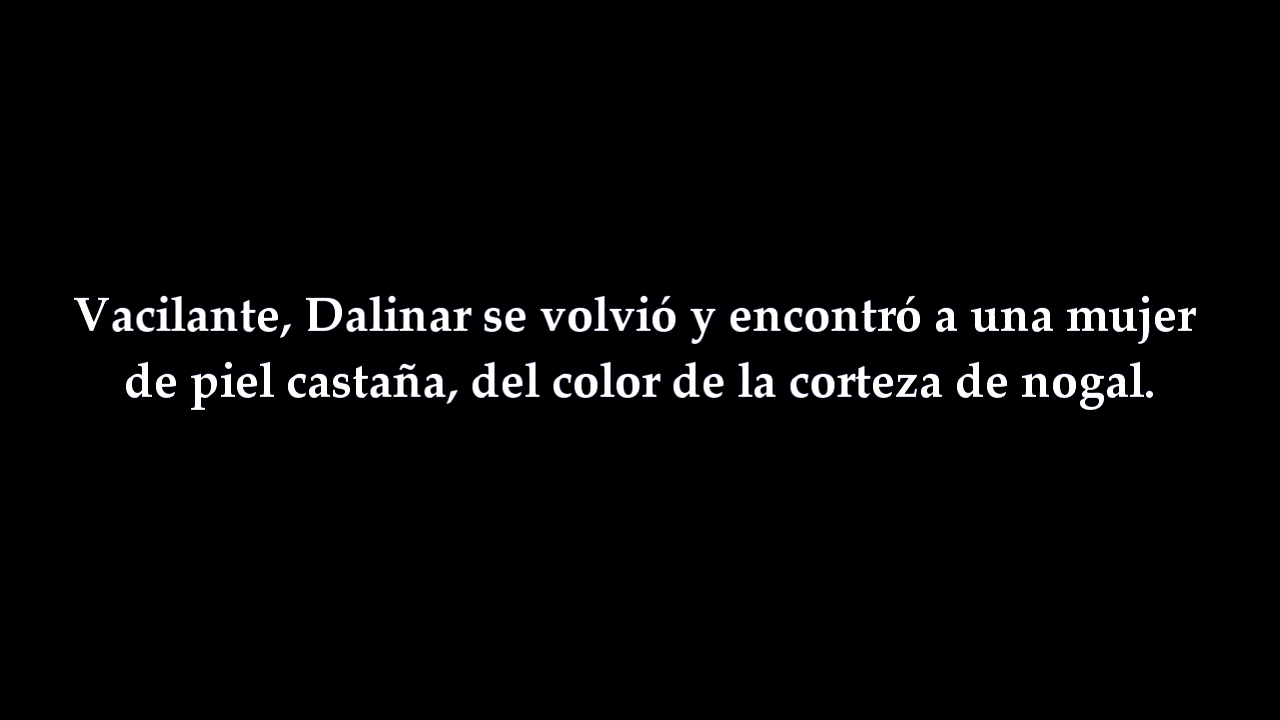 Vacilante, Dalinar se volvió y encontró a una mujer
de piel castaña, del color de la corteza de nogal.